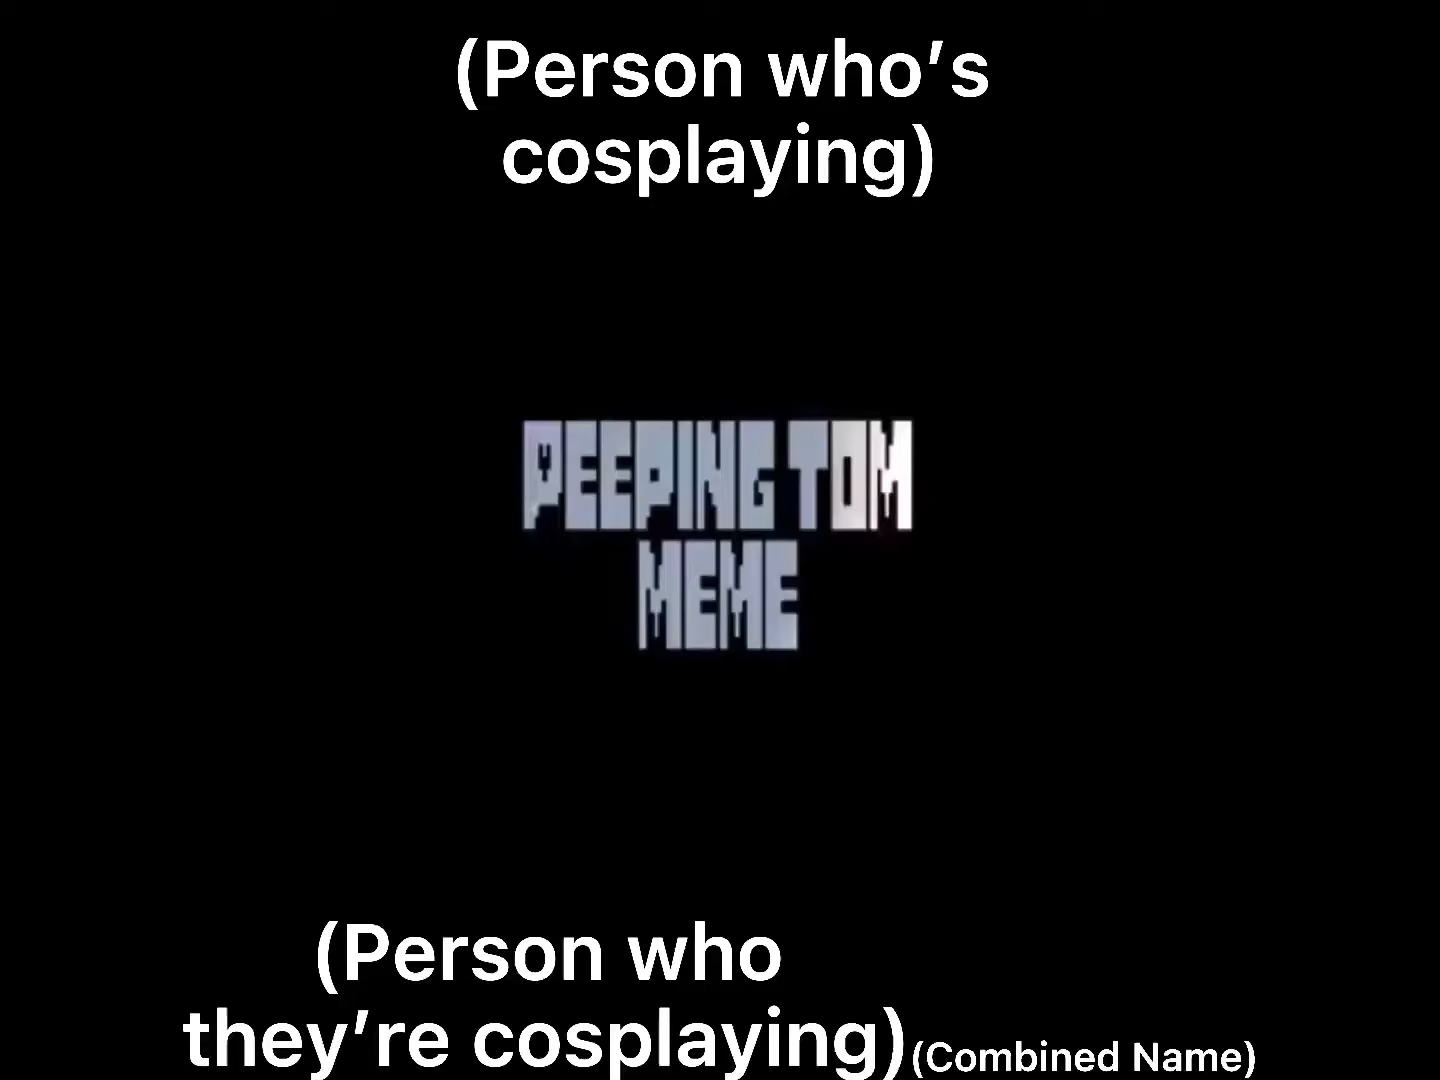 (Person who’s
cosplaying)
PEEPING TOM
MEME
(Person who
they’re cosplaying)(Combined Name)